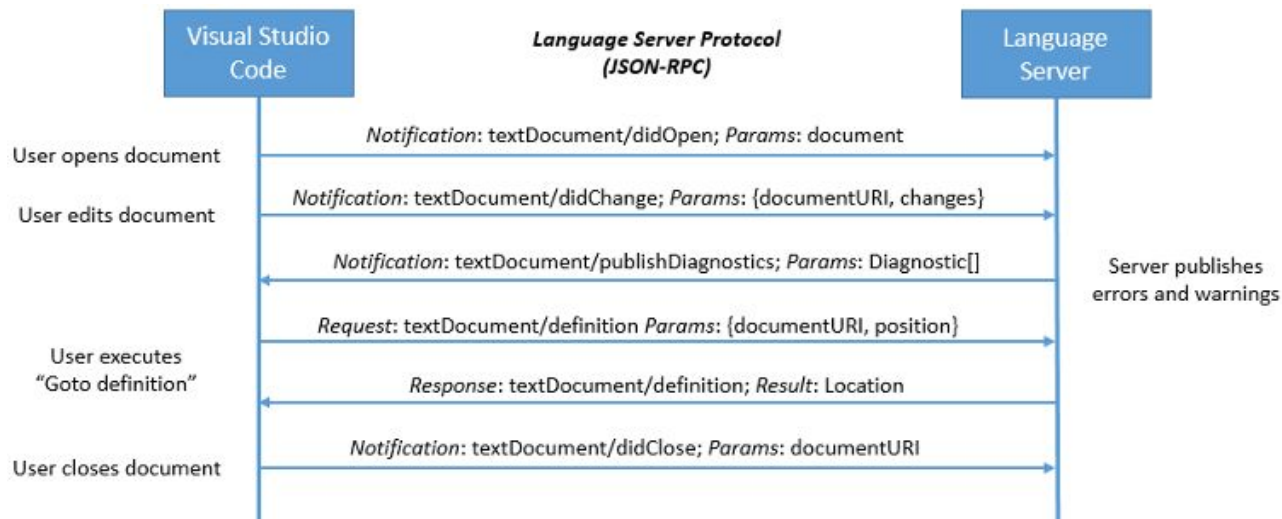 Visual Studio
Code
Language Server Protocol
(JSON-RPC)
Language
Server
Notification: textDocument/didOpen; Params: document
User opens document
Notification: textDocument/didChange; Params: {documentURI, changes}
User edits document
Notification: textDocument/publishDiagnostics; Params: Diagnostic[]
Server publishes
errors and warnings
Request: textDocument/definition Params: {documentURI, position}
User executes
“Goto definition”
Response: textDocument/definition; Result: Location
Notification: textDocument/didClose; Params: documentURI
User closes document